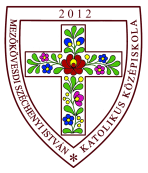 2012
MEZŐKÖVESDI SZÉCHENYI ISTVÁN
KATOLIKUS KÖZÉPISKOLA